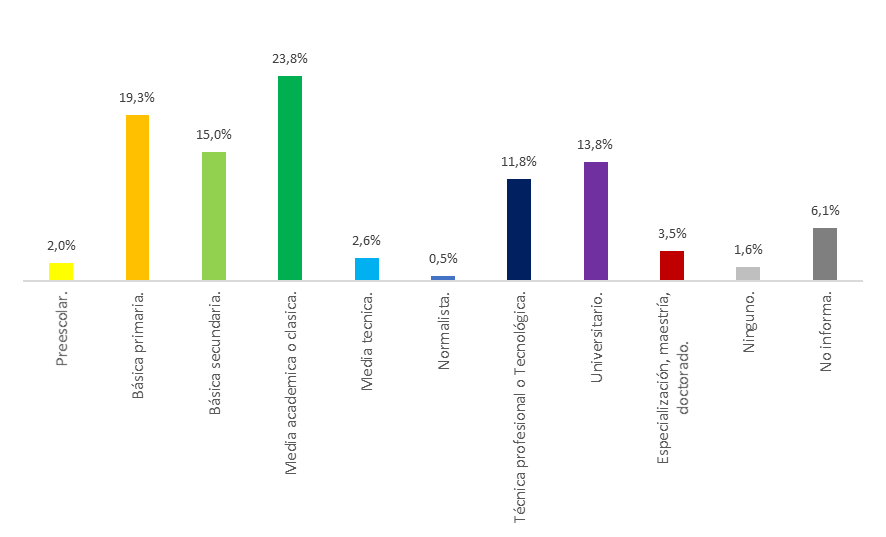 2,0%
19,3%
15,0%
23,8%
2,6%
0,5%
11,8%
13,8%
3,5%
1,6%
6,1%
Preescolar.
Básica primaria.
Básica secundaria.
Media academica o clasica.
Media tecnica.
Normalista.
Técnica profesional o Tecnológica.
Universitario.
Especialización, maestría,
doctorado.
Ninguno.
No informa.